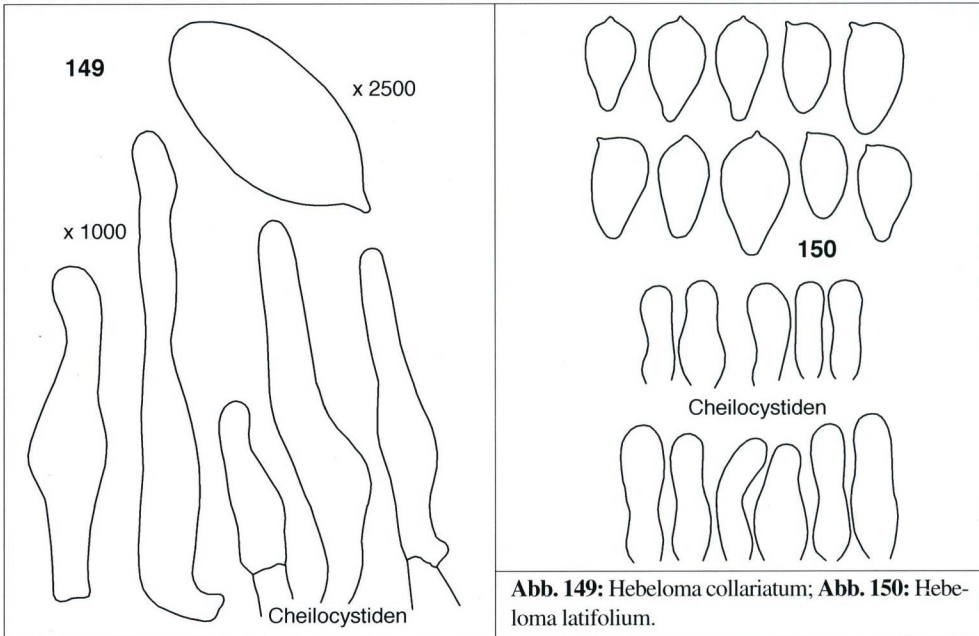 149
x 2500
x 1000
Cheilocystiden
150
Cheilocystiden
Abb. 149: Hebeloma collariatum; Abb. 150: Hebe-
loma latifolium.